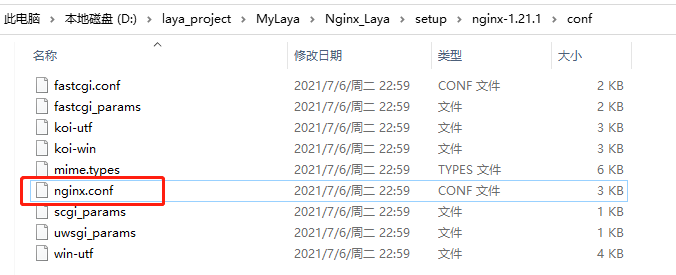 此电脑 > 本地磁盘 (D:) > laya_project > MyLaya > Nginx_Laya > setup > nginx-1.21.1 > conf
名称 修改日期 类型 大小
fastcgi.conf 2021/7/6/周二 22:59 CONF 文件 2 KB
fastcgi_params 2021/7/6/周二 22:59 文件 2 KB
koi-utf 2021/7/6/周二 22:59 文件 3 KB
koi-win 2021/7/6/周二 22:59 文件 3 KB
mime.types 2021/7/6/周二 22:59 TYPES 文件 6 KB
nginx.conf 2021/7/6/周二 22:59 CONF 文件 3 KB
scgi_params 2021/7/6/周二 22:59 文件 1 KB
uwsgi_params 2021/7/6/周二 22:59 文件 1 KB
win-utf 2021/7/6/周二 22:59 文件 4 KB